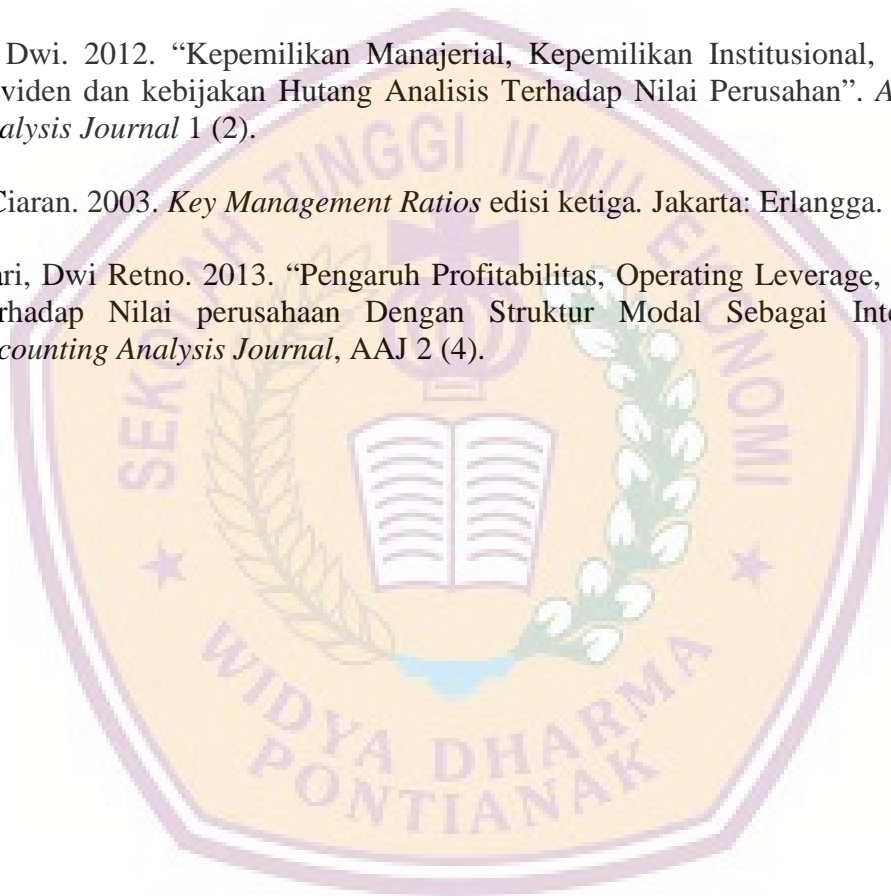 Dwi. 2012. “Kepemilikan Manajerial, Kepemilikan Institusional,
viden dan kebijakan Hutang Analisis Terhadap Nilai Perusahan”. A
alysis Journal 1 (2).
Ciaran. 2003. Key Management Ratios edisi ketiga. Jakarta: Erlangga.
ari, Dwi Retno. 2013. “Pengaruh Profitabilitas, Operating Leverage,
rhadap Nilai perusahaan Dengan Struktur Modal Sebagai Inte
counting Analysis Journal, AAJ 2 (4).
SEKOLAH TINGGI ILMU EKONOMI
WIDYA DHARMA
PONTIANAK